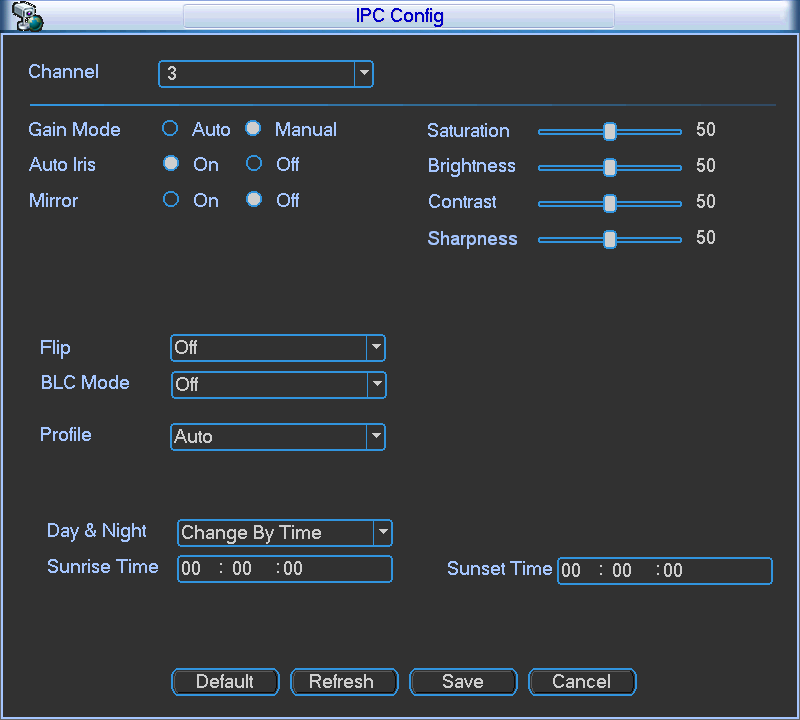 IPC Config
Channel 3
Gain Mode Auto Manual Saturation 50
Auto Iris On Off Brightness 50
Mirror On Off Contrast 50
Sharpness 50
Flip Off
BLC Mode Off
Profile Auto
Day & Night Change By Time
Sunrise Time 00 : 00 :00 Sunset Time 00 : 00 :00
Default Refresh Save Cancel